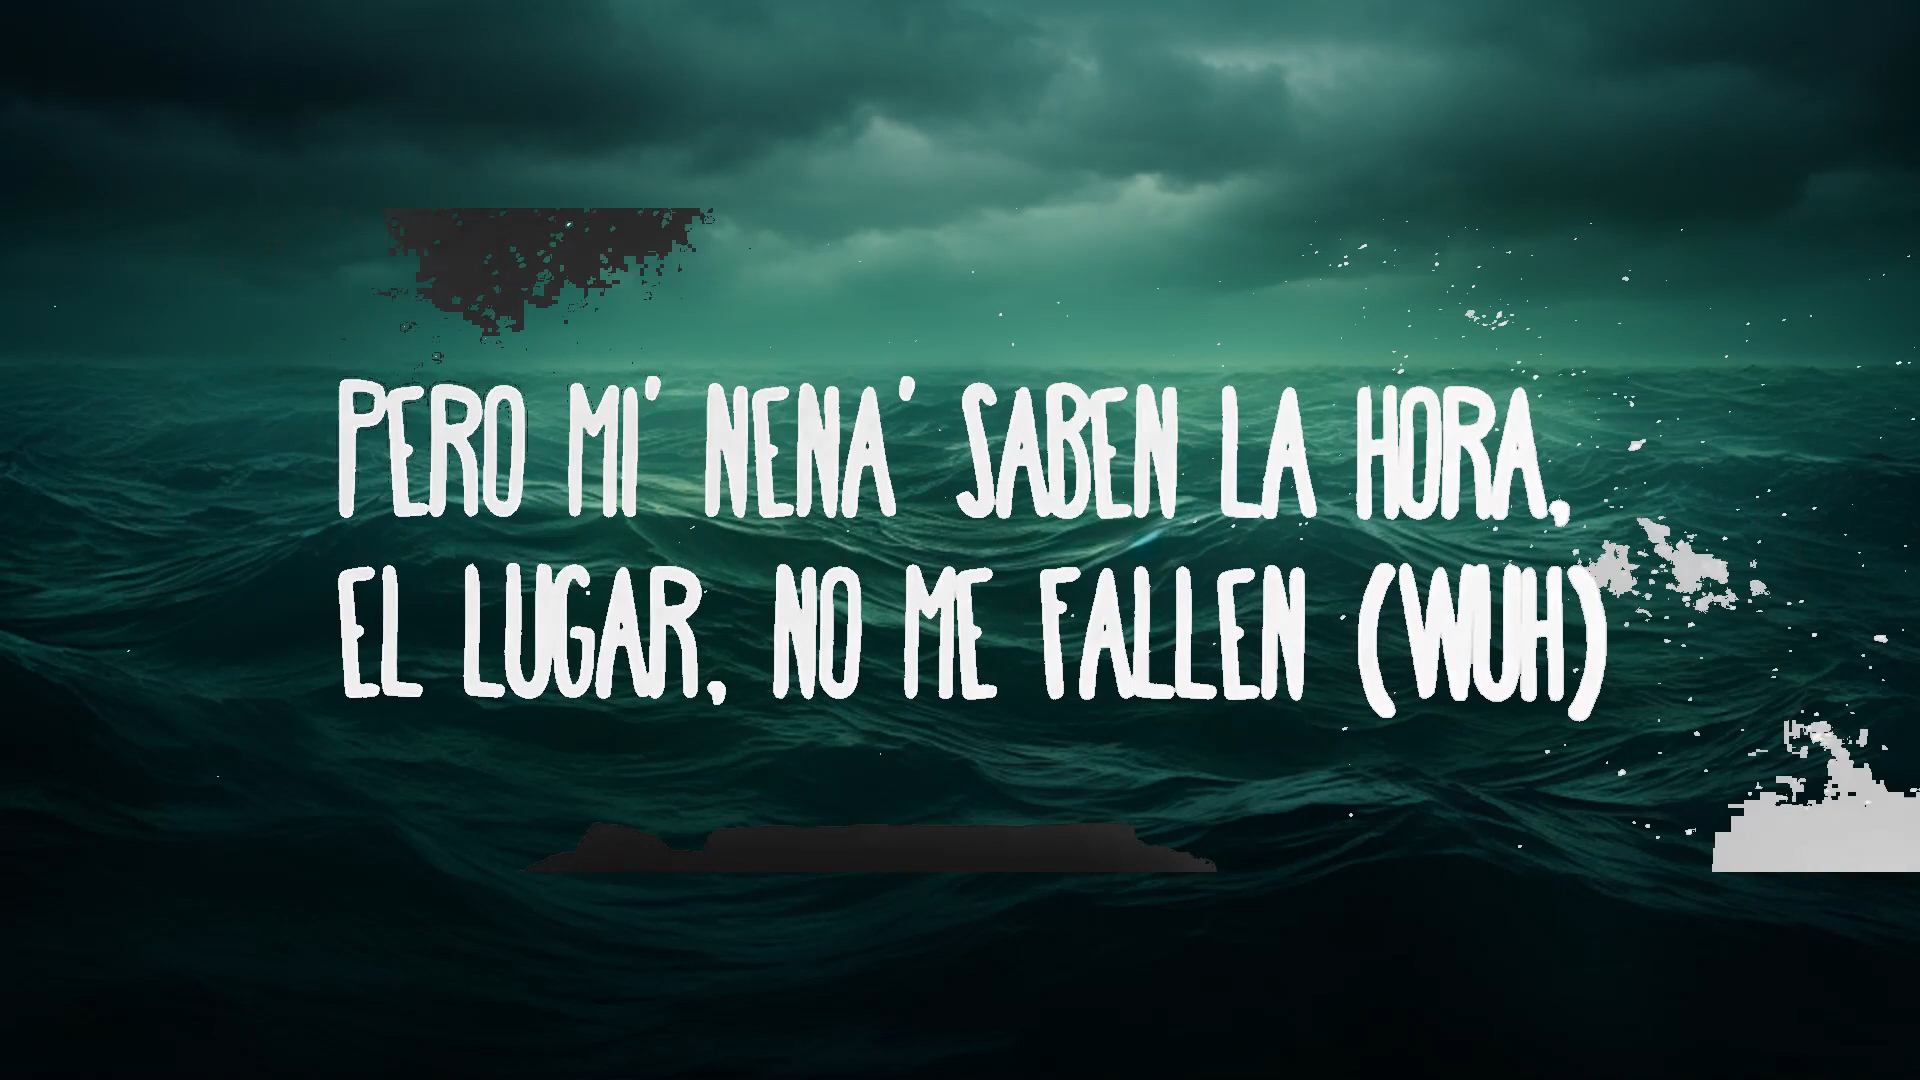 PERO MI' NENA' SABEN LA HORA,
EL LUGAR, NO ME FALLEN (WUH)